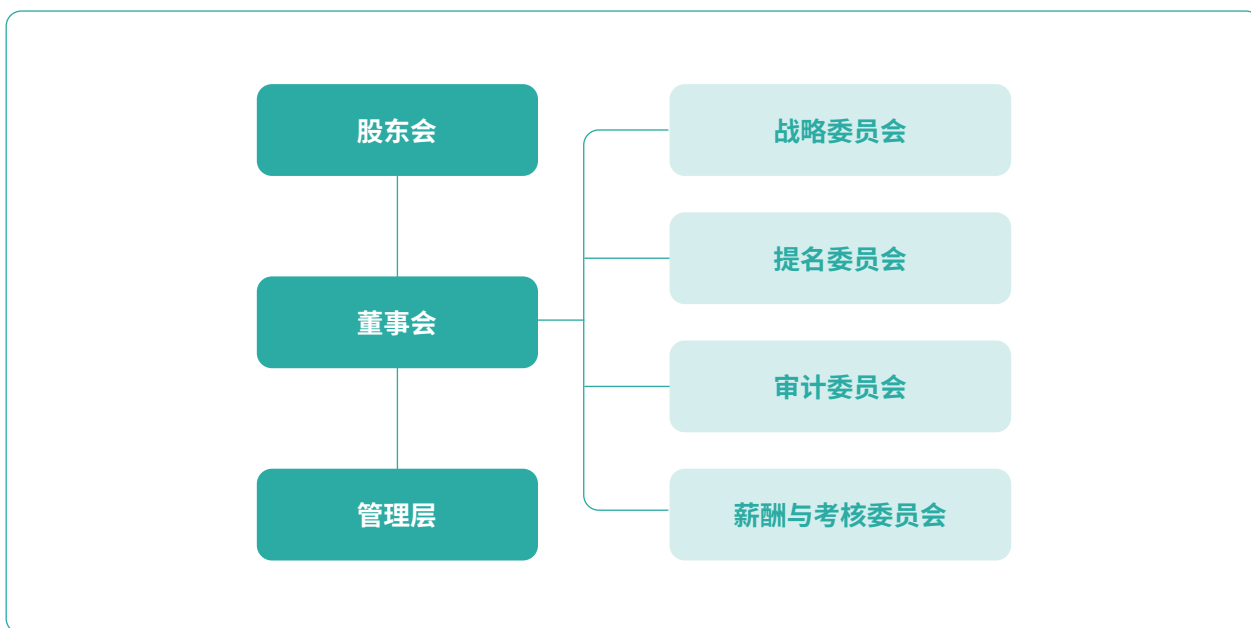 股东会
董事会
管理层
战略委员会
提名委员会
审计委员会
薪酬与考核委员会